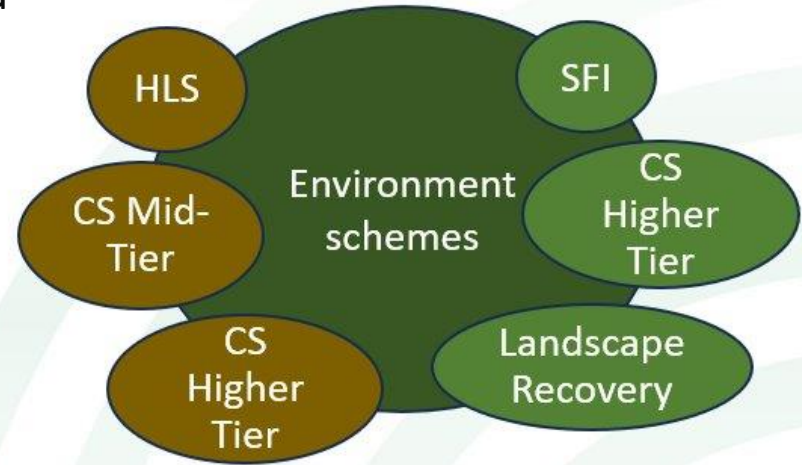 HLS
SFI
Environment
schemes
CS Mid-
Tier
CS
Higher
Tier
CS
Higher
Tier
Landscape
Recovery